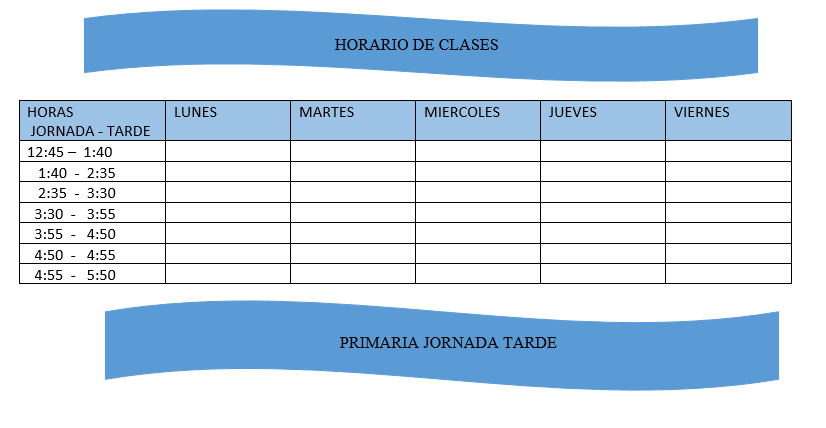 HORARIO DE CLASES
HORAS LUNES MARTES MIERCOLES JUEVES VIERNES
JORNADA - TARDE
12:45 – 1:40
1:40 - 2:35
2:35 - 3:30
3:30 - 3:55
3:55 - 4:50
4:50 - 4:55
4:55 - 5:50
PRIMARIA JORNADA TARDE